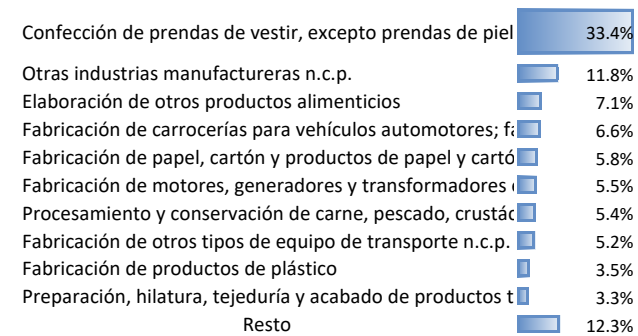 Confección de prendas de vestir, excepto prendas de piel 33.4%
Otras industrias manufactureras n.c.p. 11.8%
Elaboración de otros productos alimenticios 7.1%
Fabricación de carrocerías para vehículos automotores; 6.6%
Fabricación de papel, cartón y productos de papel y cartó 5.8%
Fabricación de motores, generadores y transformadores 5.5%
Procesamiento y conservación de carne, pescado, crustác 5.4%
Fabricación de otros tipos de equipo de transporte n.c.p. 5.2%
Fabricación de productos de plástico 3.5%
Preparación, hilatura, tejeduría y acabado de productos t 3.3%
Resto 12.3%